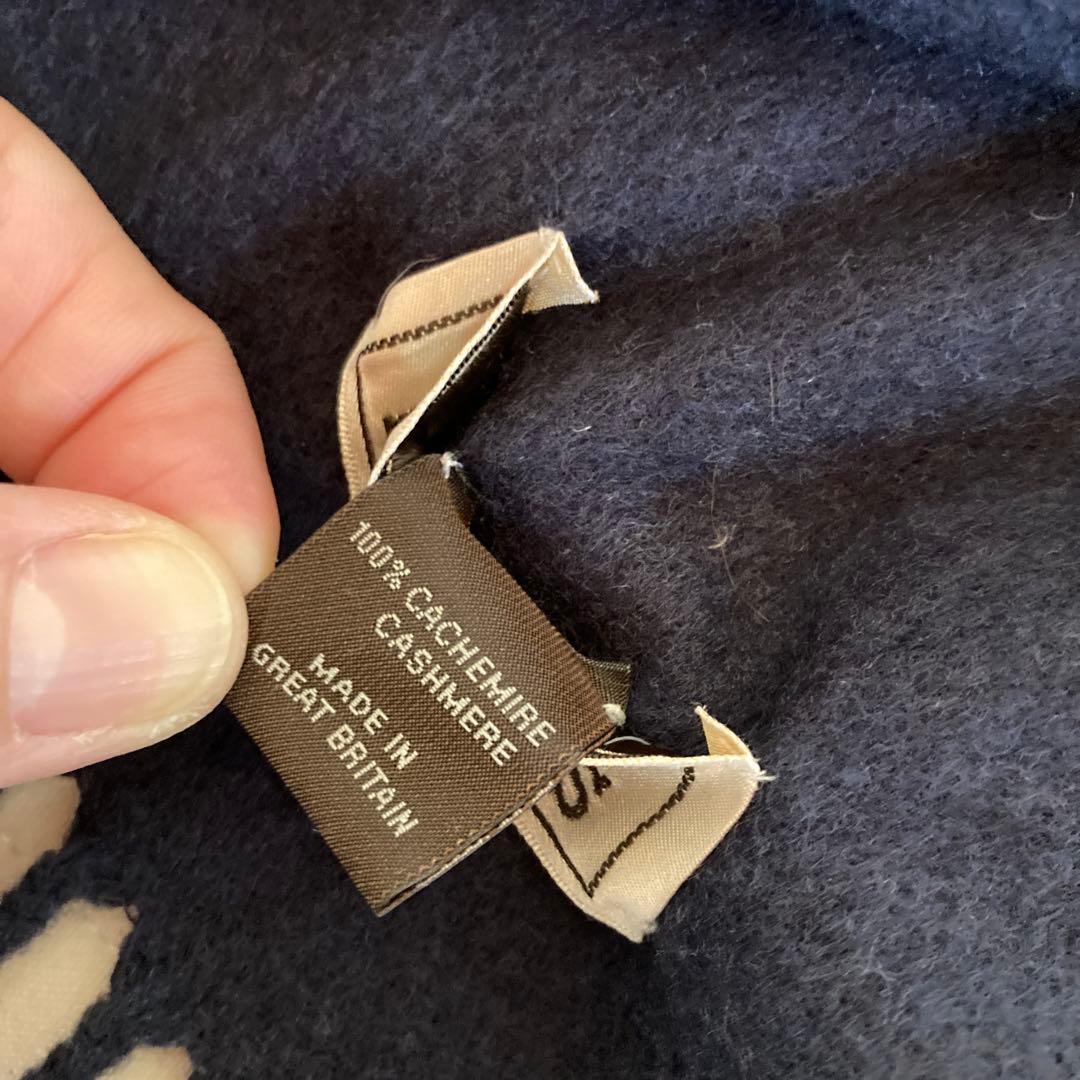 100% CACHEMIRE
CASHMERE
MADE IN
GREAT BRITAIN